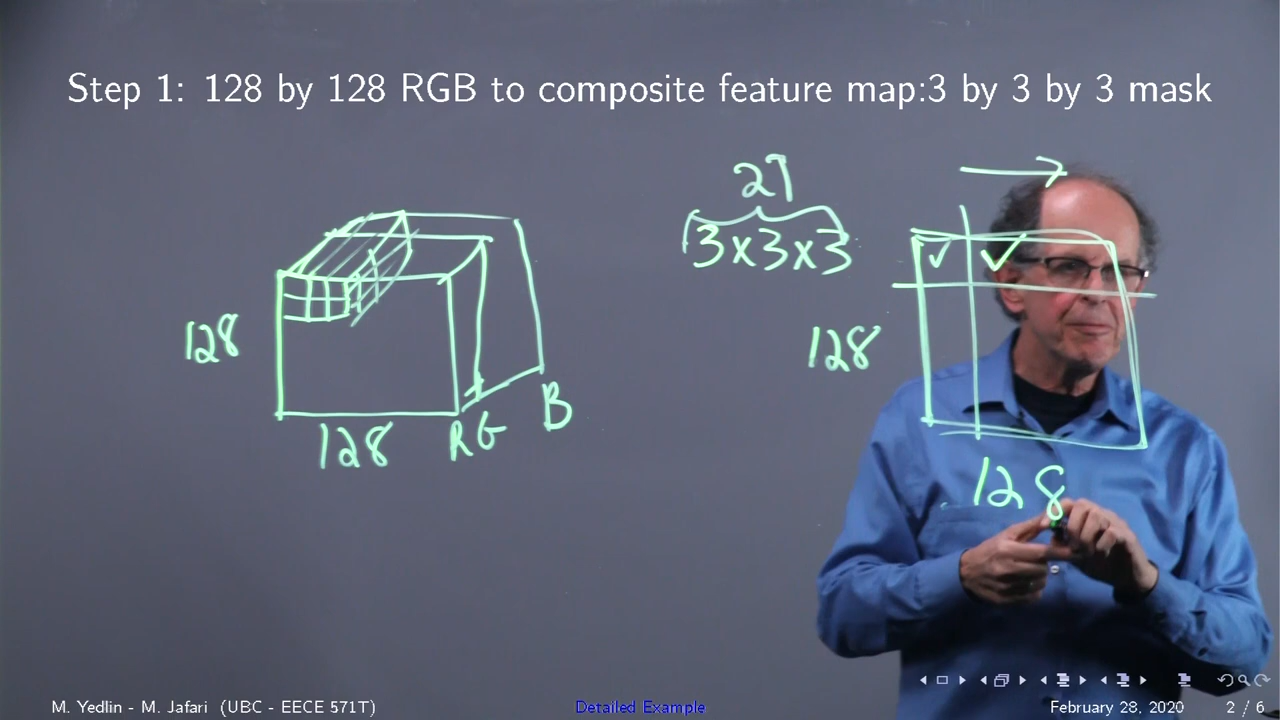 Step 1: 128 by 128 RGB to composite feature map:3 by 3 by 3 mask
27
3x3x3
128
128
R G B
128
128
M. Yedlin - M. Jafari (UBC - EECE 571T)
Detailed Example
February 28, 2020
2 / 6